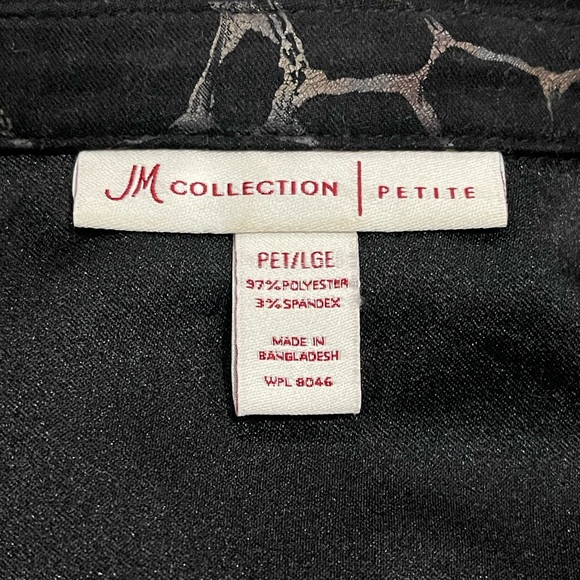 JM COLLECTION | PETITE
PET/LGE
97% POLYESTER
3% SPANDEX
MADE IN
BANGLADESH
WPL 8046